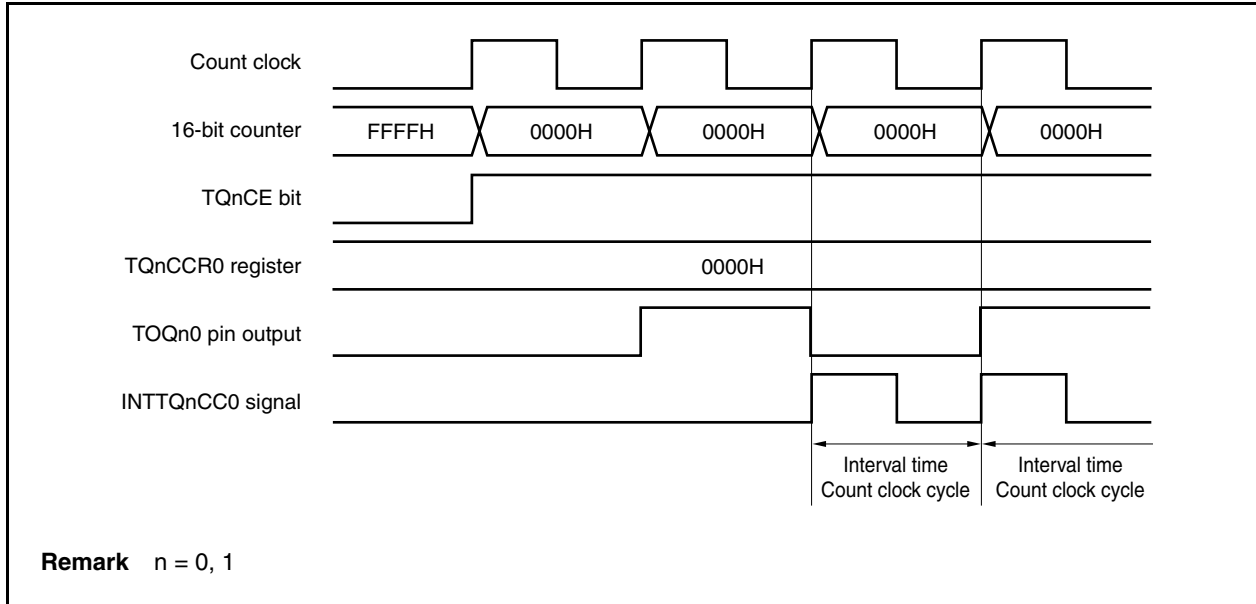 Count clock
16-bit counter FFFFH 0000H 0000H 0000H 0000H
TQnCE bit
TQnCCR0 register 0000H
TOQn0 pin output
INTTQnCC0 signal
Interval time Interval time
Count clock cycle Count clock cycle
Remark n = 0, 1